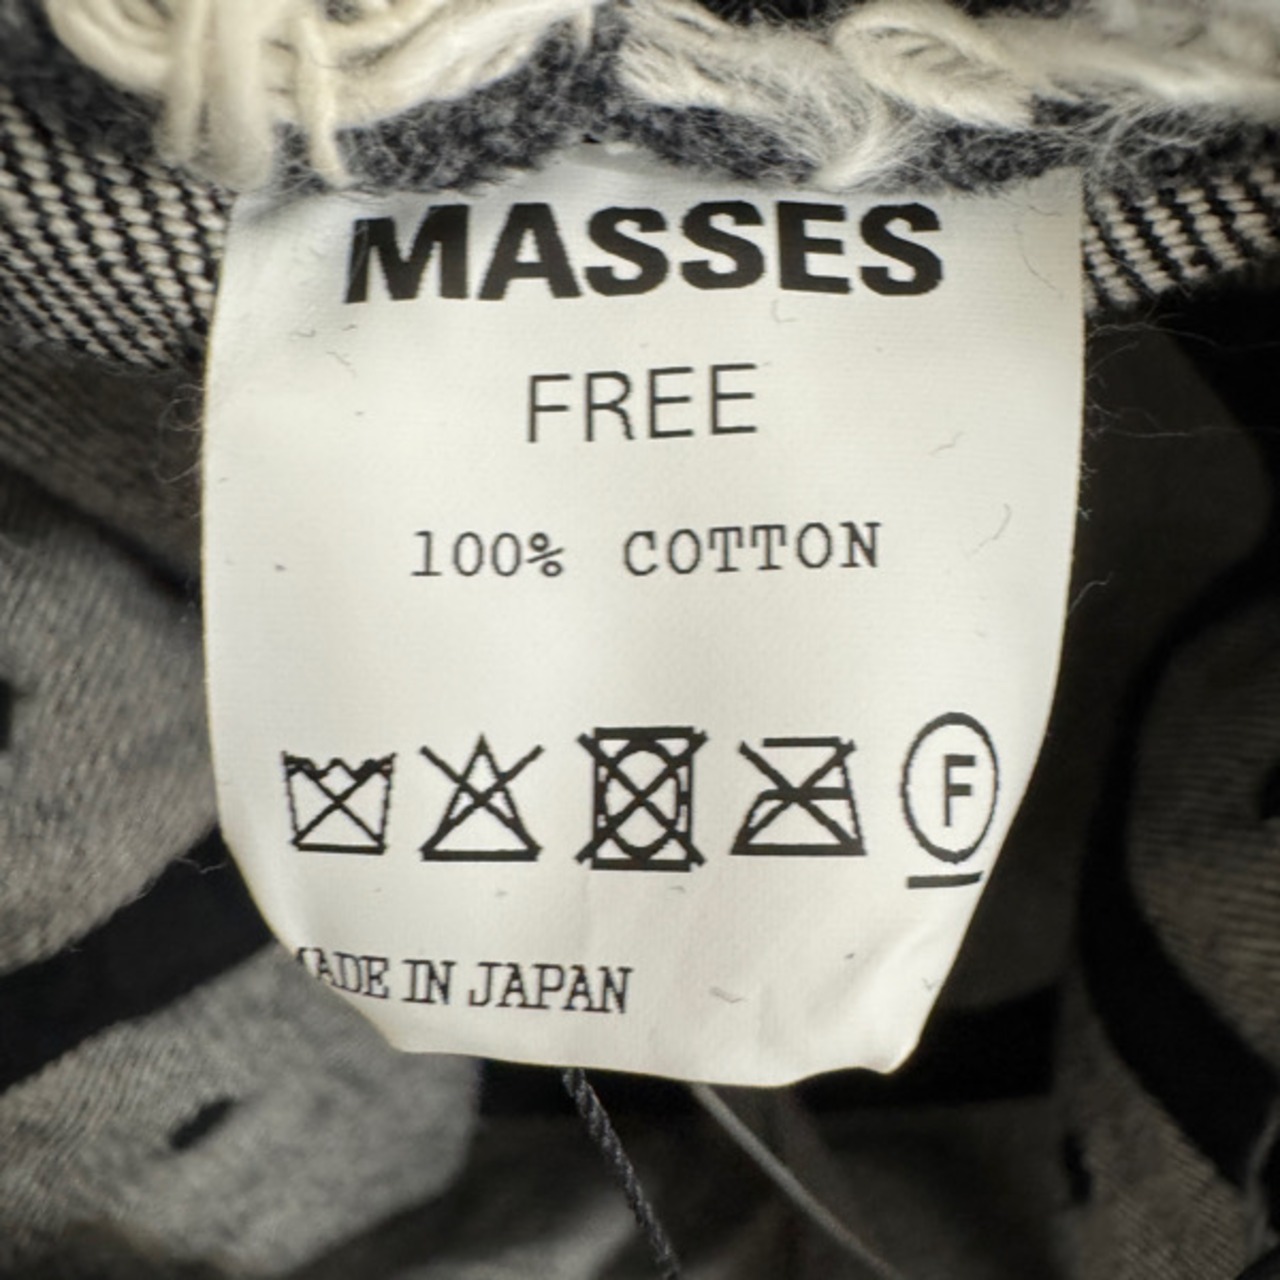 MASSES
FREE
100% COTTON
F
MADE IN JAPAN